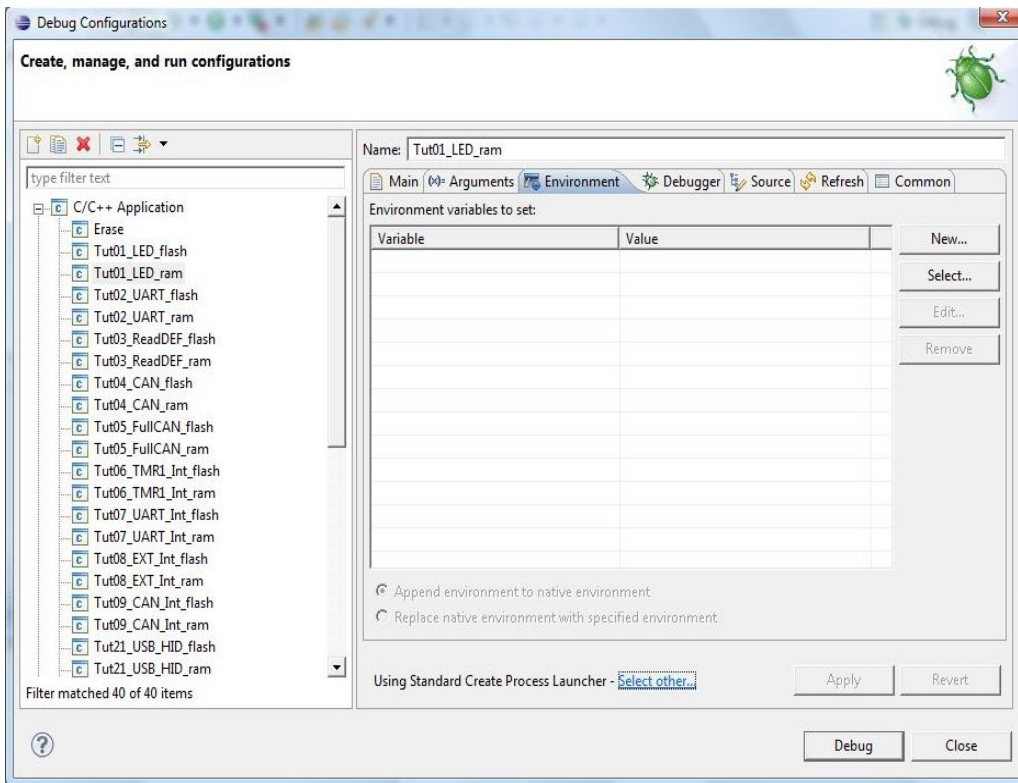 Debug Configurations
Create, manage, and run configurations
type filter text
C/C++ Application
Erase
Tut01_LED_flash
Tut01_LED_ram
Tut02_UART_flash
Tut02_UART_ram
Tut03_ReadDEF_flash
Tut03_ReadDEF_ram
Tut04_CAN_flash
Tut04_CAN_ram
Tut05_FullCAN_flash
Tut05_FullCAN_ram
Tut06_TMR1_Int_flash
Tut06_TMR1_Int_ram
Tut07_UART_Int_flash
Tut07_UART_Int_ram
Tut08_EXT_Int_flash
Tut08_EXT_Int_ram
Tut09_CAN_Int_flash
Tut09_CAN_Int_ram
Tut21_USB_HID_flash
Tut21_USB_HID_ram
Filter matched 40 of 40 items
Name: Tut01_LED_ram
Main (x)= Arguments Environment Debugger Source Refresh Common
Environment variables to set:
Variable Value
New...
Select...
Edit...
Remove
Append environment to native environment
Replace native environment with specified environment
Using Standard Create Process Launcher - Select other...
Apply Revert
Debug Close